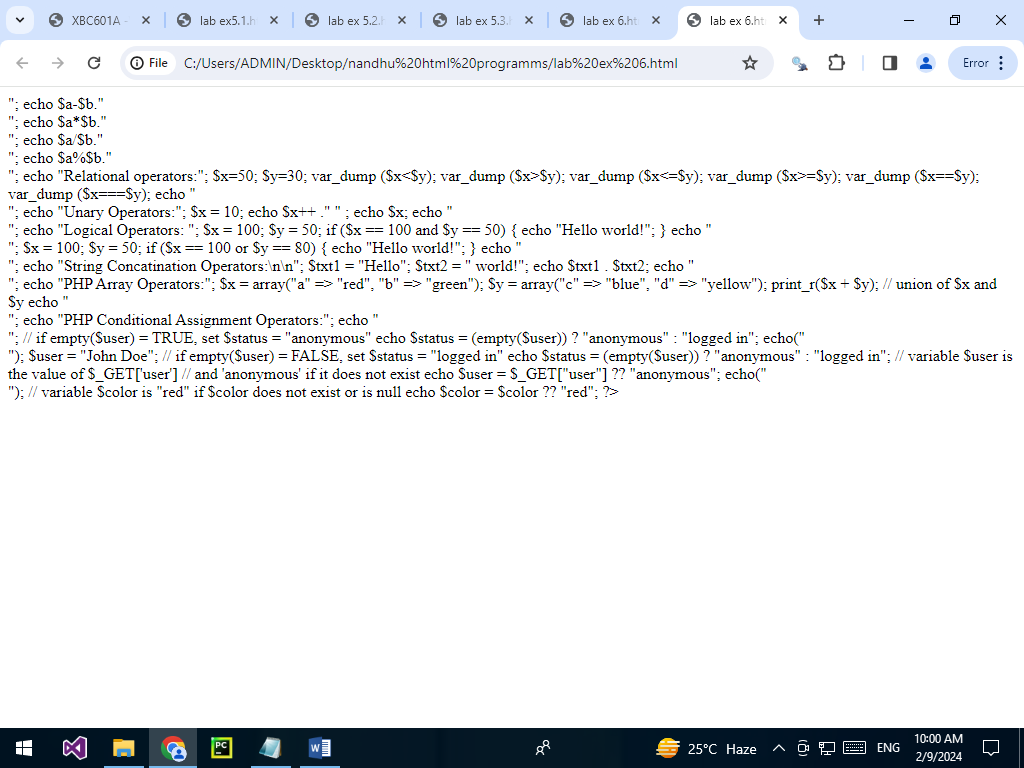 XBC601A -
lab ex5.1.h
lab ex 5.2.h
lab ex 5.3.h
lab ex 6.ht
lab ex 6.ht
File
C:/Users/ADMIN/Desktop/nandhu%20html%20programms/lab%20ex%206.html
Error
"; echo $a-$b."
"; echo $a*$b."
"; echo $a/$b."
"; echo $a%$b."
"; echo "Relational operators:"; $x=50; $y=30; var_dump ($x<$y); var_dump ($x>$y); var_dump ($x<=$y); var_dump ($x>=$y); var_dump ($x==$y);
var_dump ($x===$y); echo "
"; echo "Unary Operators:"; $x = 10; echo $x++ ." " ; echo $x; echo "
"; echo "Logical Operators: "; $x = 100; $y = 50; if ($x == 100 and $y == 50) { echo "Hello world!"; } echo "
"; $x = 100; $y = 50; if ($x == 100 or $y == 80) { echo "Hello world!"; } echo "
"; echo "String Concatination Operators:\n\n"; $txt1 = "Hello"; $txt2 = " world!"; echo $txt1 . $txt2; echo "
"; echo "PHP Array Operators:"; $x = array("a" => "red", "b" => "green"); $y = array("c" => "blue", "d" => "yellow"); print_r($x + $y); // union of $x and
$y echo "
"; echo "PHP Conditional Assignment Operators:"; echo "
"; // if empty($user) = TRUE, set $status = "anonymous" echo $status = (empty($user)) ? "anonymous" : "logged in"; echo("
"); $user = "John Doe"; // if empty($user) = FALSE, set $status = "logged in" echo $status = (empty($user)) ? "anonymous" : "logged in"; // variable $user is
the value of $_GET['user'] // and 'anonymous' if it does not exist echo $user = $_GET["user"] ?? "anonymous"; echo("
"); // variable $color is "red" if $color does not exist or is null echo $color = $color ?? "red"; ?>
PC
W
25°C Haze
ENG
10:00 AM
2/9/2024